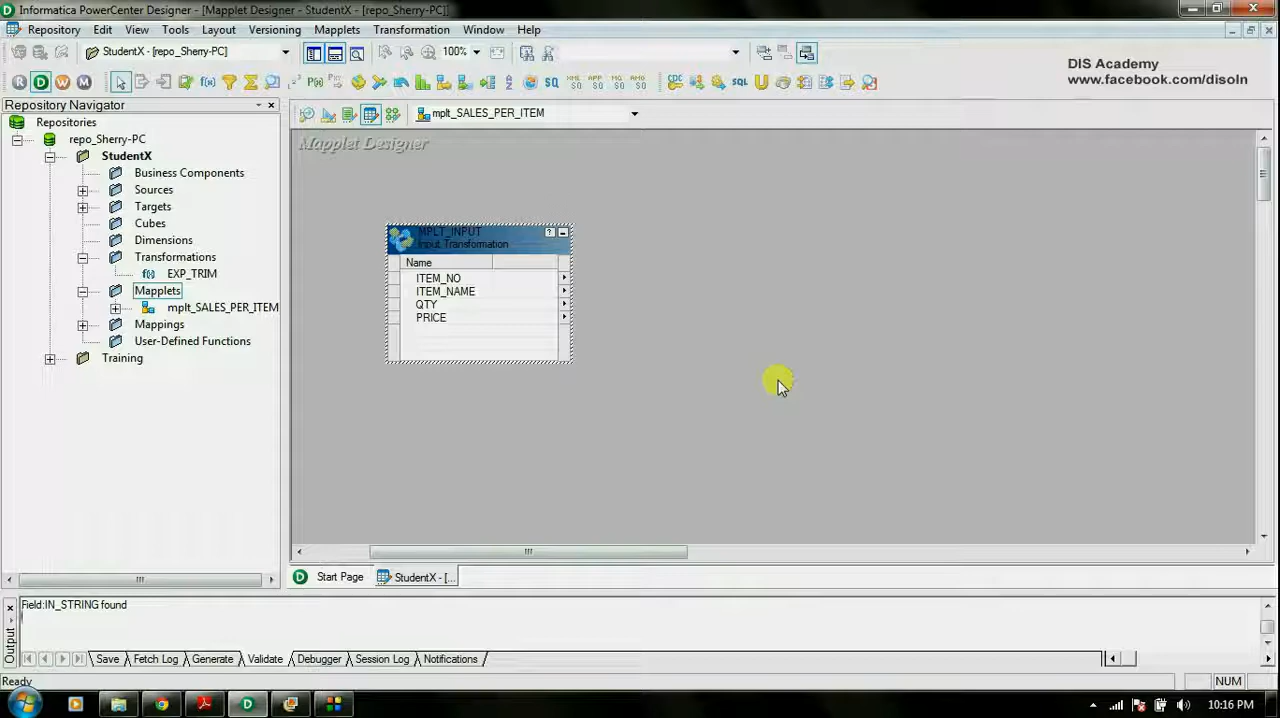 Informatica PowerCenter Designer - [Mapplet Designer - StudentX - [repo_Sherry-PC]]
Repository Edit View Tools Layout Versioning Mapplets Transformation Window Help
StudentX - [repo_Sherry-PC]
100%
DIS Academy
www.facebook.com/disoln
Repository Navigator
mplt_SALES_PER_ITEM
Repositories
repo_Sherry-PC
StudentX
Business Components
Sources
Targets
Cubes
Dimensions
Transformations
EXP_TRIM
Mapplets
mplt_SALES_PER_ITEM
Mappings
User-Defined Functions
Training
Mapplet Designer
MPLT_INPUT
Input Transformation
Name
ITEM_NO
ITEM_NAME
QTY
PRICE
Start Page
StudentX - [...
Field:IN_STRING found
Output
Save Fetch Log Generate Validate Debugger Session Log Notifications
Ready
NUM
10:16 PM